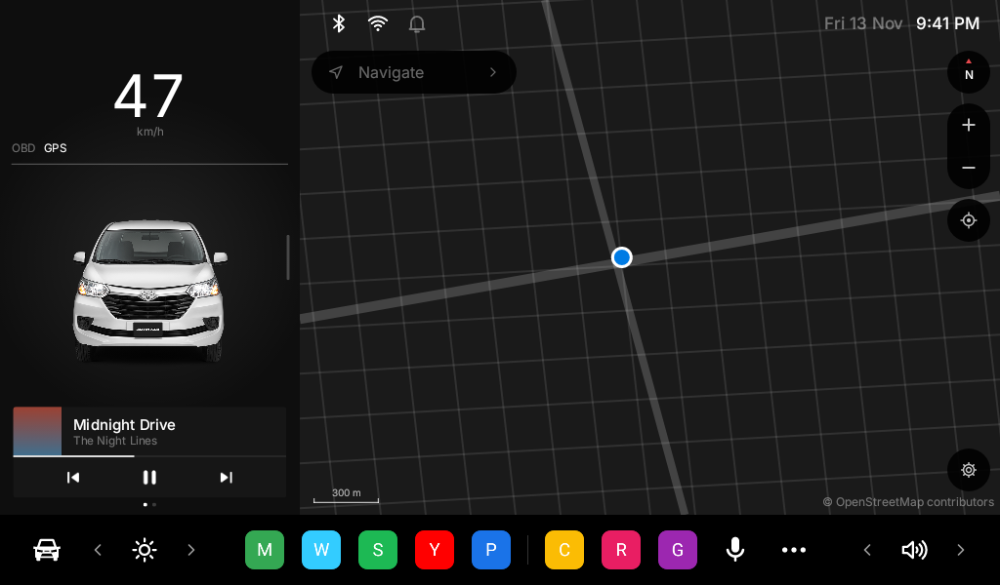 47
km/h
OBD GPS
Midnight Drive
The Night Lines
Fri 13 Nov 9:41 PM
Navigate
N
300 m
© OpenStreetMap contributors
M W S Y P C R G